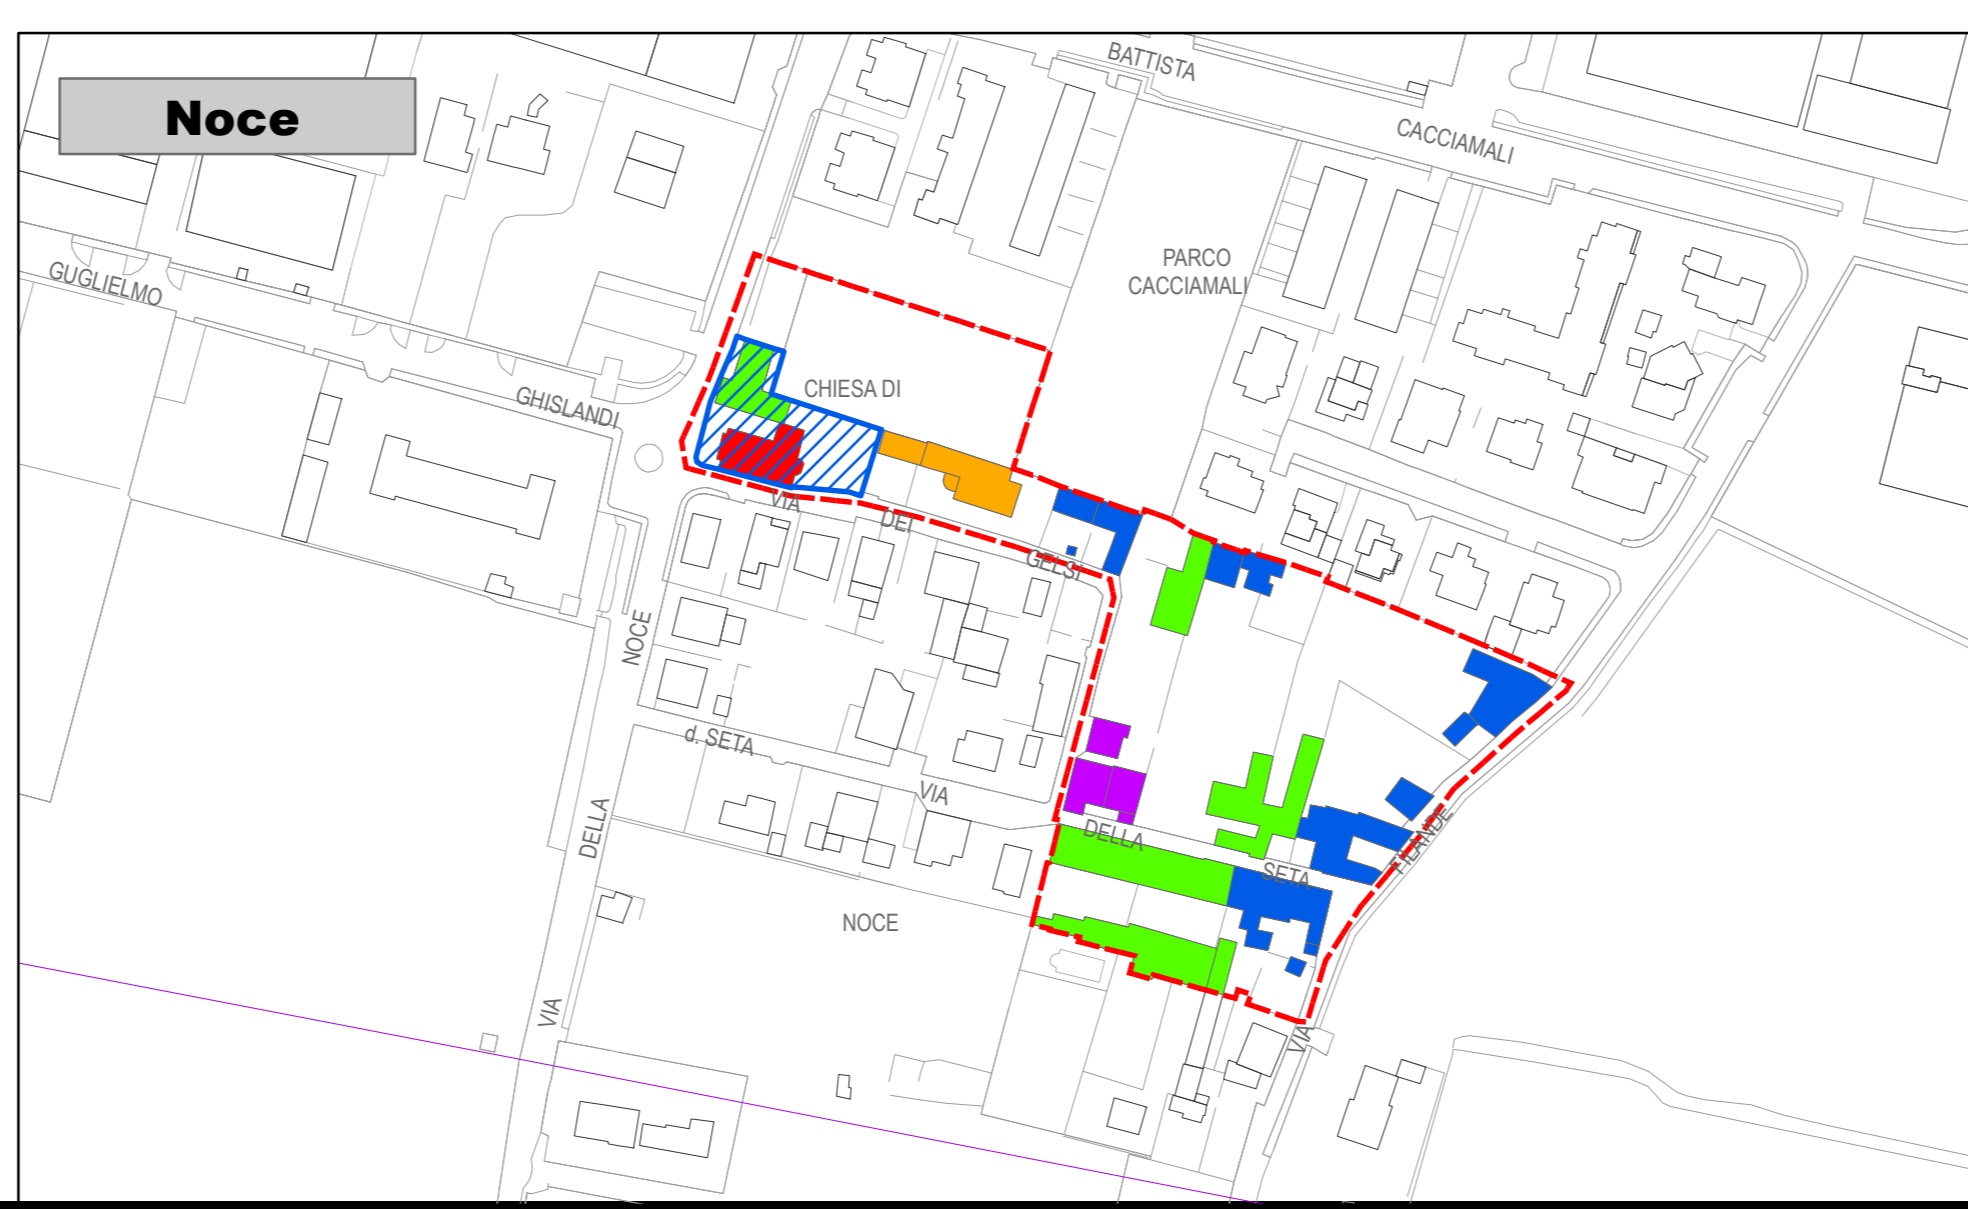 Noce
BATTISTA
CACCIAMALI
PARCO
CACCIAMALI
GUGLIELMO
GHISLANDI
CHIESA DI
VIA
DEI
GELSI
NOCE
d. SETA
VIA
DELLA
DELLA
SETA
FILANDE
NOCE
VIA
VIA